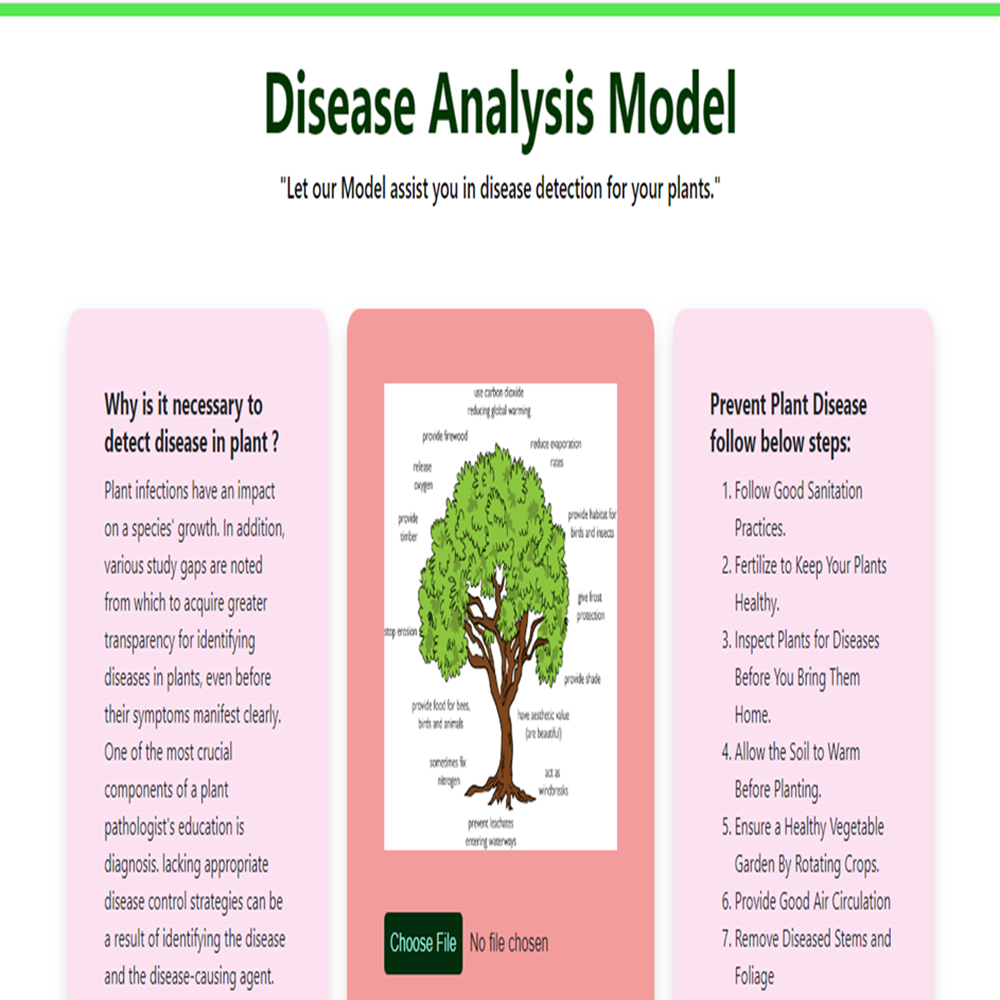 Disease Analysis Model
"Let our Model assist you in disease detection for your plants."
Why is it necessary to
detect disease in plant ?
Plant infections have an impact
on a species' growth. In addition,
various study gaps are noted
from which to acquire greater
transparency for identifying
diseases in plants, even before
their symptoms manifest clearly.
One of the most crucial
components of a plant
pathologist's education is
diagnosis. lacking appropriate
disease control strategies can be
a result of identifying the disease
and the disease-causing agent.
use carbon dioxide
reducing global warming
provide firewood
reduce evaporation
rates
release
oxygen
provide
timber
provide habitat for
birds and insects
give frost
protection
stop erosion
provide shade
provide food for bees,
birds and animals
have aesthetic value
(are beautiful)
sometimes fix
nitrogen
act as
windbreaks
prevent leachates
entering waterways
Choose File No file chosen
Prevent Plant Disease
follow below steps:
1. Follow Good Sanitation
Practices.
2. Fertilize to Keep Your Plants
Healthy.
3. Inspect Plants for Diseases
Before You Bring Them
Home.
4. Allow the Soil to Warm
Before Planting.
5. Ensure a Healthy Vegetable
Garden By Rotating Crops.
6. Provide Good Air Circulation
7. Remove Diseased Stems and
Foliage